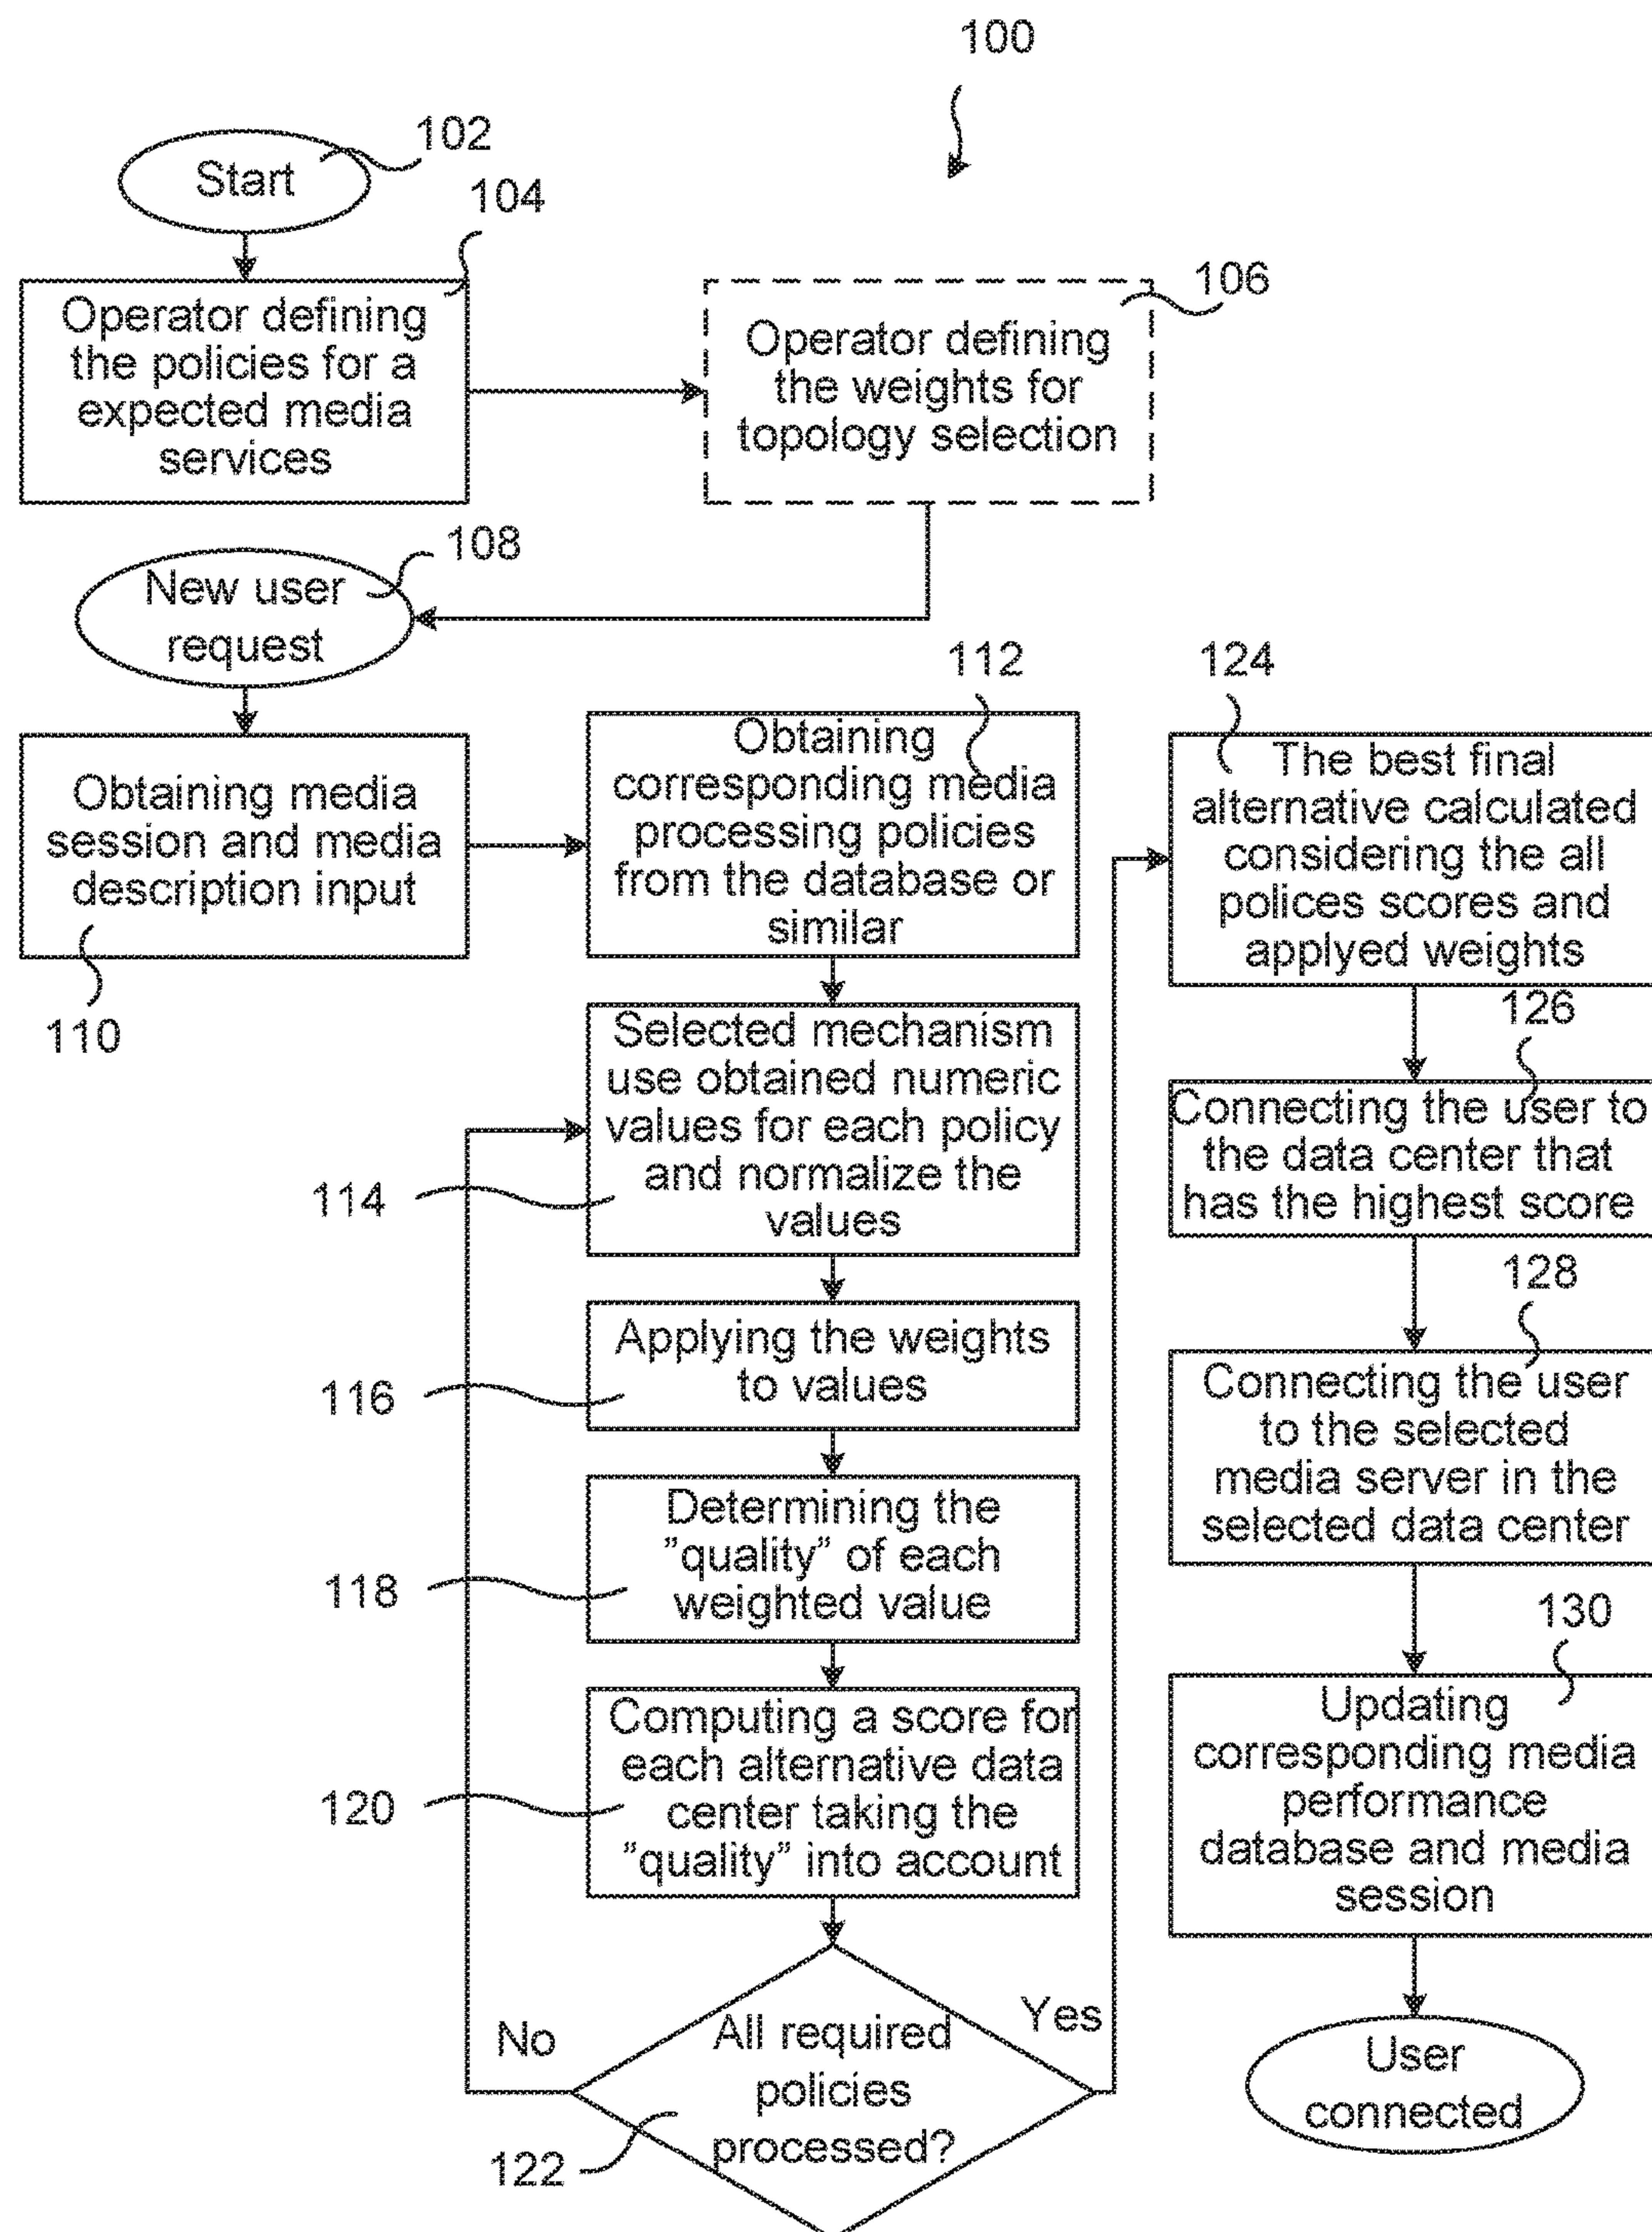 100
102
Start
104
Operator defining
the policies for a
expected media
services
106
Operator defining
the weights for
topology selection
108
New user
request
110
Obtaining media
session and media
description input
112
Obtaining
corresponding media
processing policies
from the database or
similar
114
Selected mechanism
use obtained numeric
values for each policy
and normalize the
values
116
Applying the weights
to values
118
Determining the
”quality” of each
weighted value
120
Computing a score for
each alternative data
center taking the
”quality” into account
122
All required
policies
processed?
No
Yes
124
The best final
alternative calculated
considering the all
polices scores and
applyed weights
126
Connecting the user to
the data center that
has the highest score
128
Connecting the user
to the selected
media server in the
selected data center
130
Updating
corresponding media
performance
database and media
session
User
connected